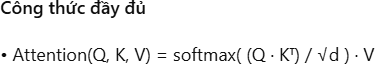 Công thức đầy đủ
• Attention(Q, K, V) = softmax( (Q · Kᵀ) / √d ) · V